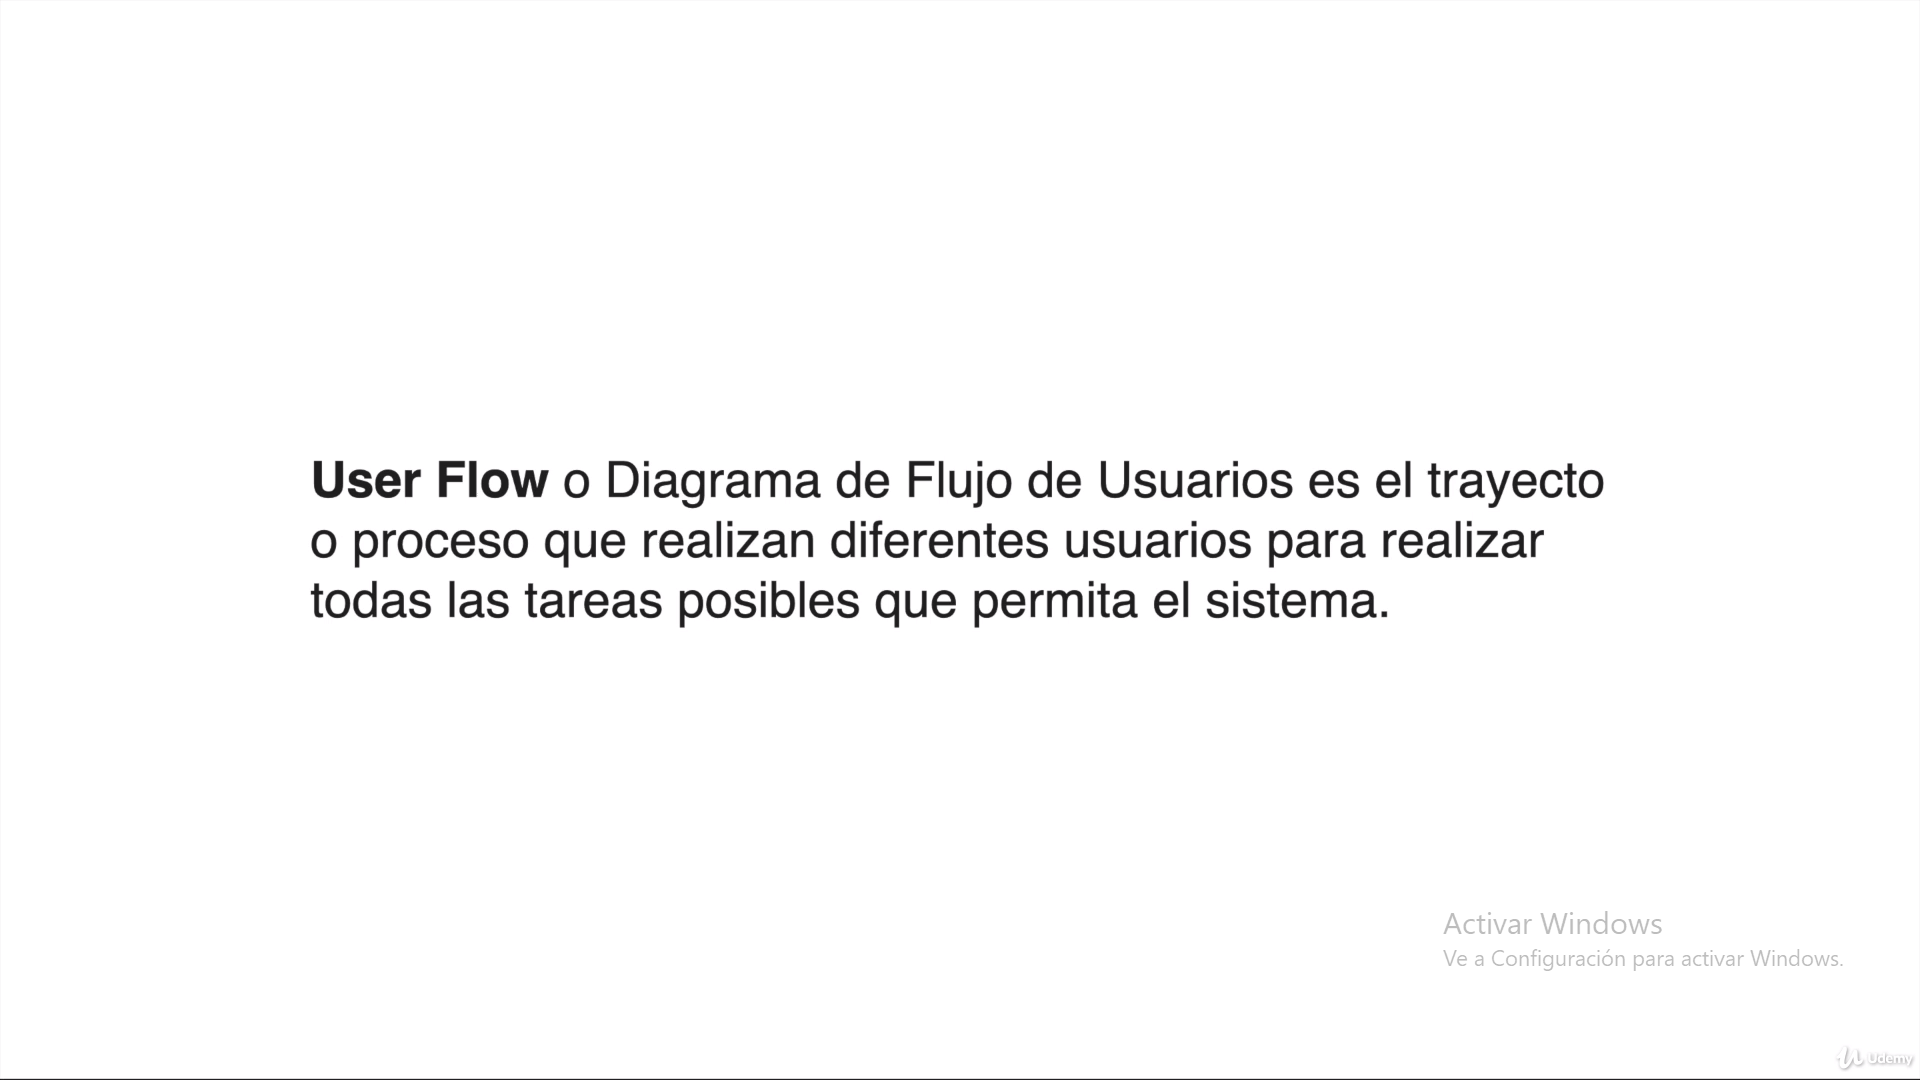 User Flow o Diagrama de Flujo de Usuarios es el trayecto
o proceso que realizan diferentes usuarios para realizar
todas las tareas posibles que permita el sistema.
Activar Windows
Ve a Configuración para activar Windows.
Udemy